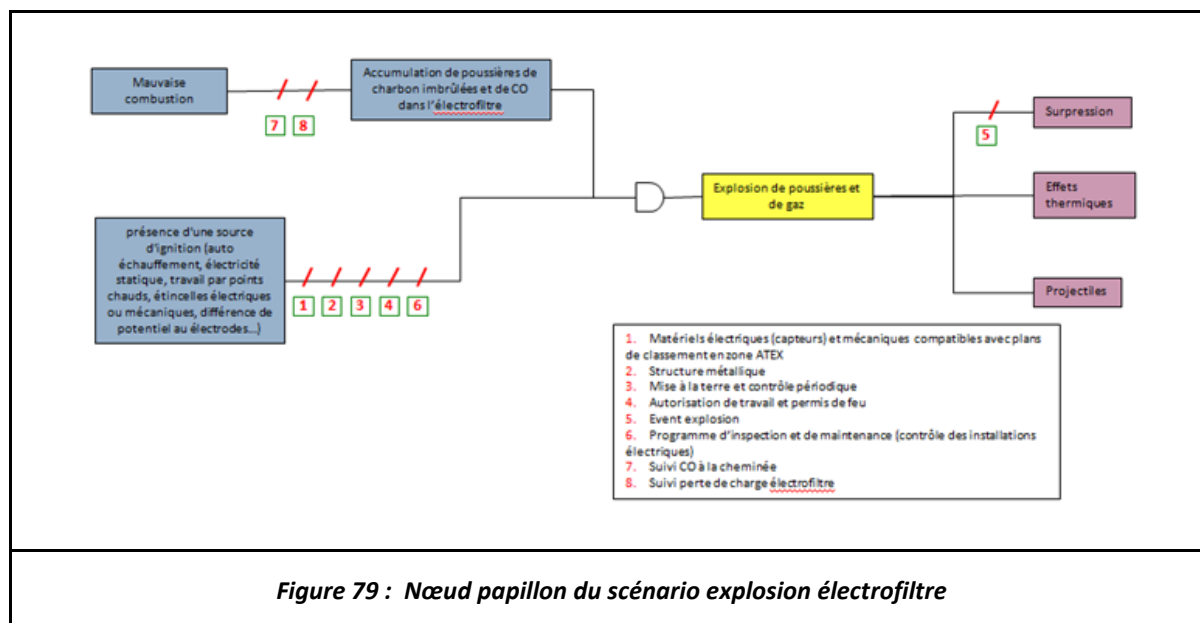 Mauvaise
combustion
7
8
Accumulation de poussières de
charbon imbrûlées et de CO
dans l'électrofiltre
présence d'une source
d'ignition (auto
échauffement, électricité
statique, travail par points
chauds, étincelles électriques
ou mécaniques, différence de
potentiel au électrodes...)
1
2
3
4
6
Explosion de poussières et
de gaz
5
Surpression
Effets
thermiques
Projectiles
1. Matériels électriques (capteurs) et mécaniques compatibles avec plans
de classement en zone ATEX
2. Structure métallique
3. Mise à la terre et contrôle périodique
4. Autorisation de travail et permis de feu
5. Event explosion
6. Programme d'inspection et de maintenance (contrôle des installations
électriques)
7. Suivi CO à la cheminée
8. Suivi perte de charge électrofiltre
Figure 79 : Nœud papillon du scénario explosion électrofiltre